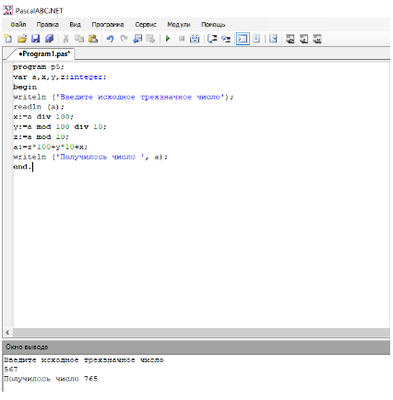 PascalABC.NET
Файл Правка Вид Программа Сервис Модули Помощь
•Program1.pas*
program p5;
var a,x,y,z:integer;
begin
writeln ('Введите исходное трехзначное число');
readln (a);
x:=a div 100;
y:=a mod 100 div 10;
z:=a mod 10;
a:=z*100+y*10+x;
writeln ('Получилось число ', a);
end.
Окно вывода
Введите исходное трехзначное число
567
Получилось число 765